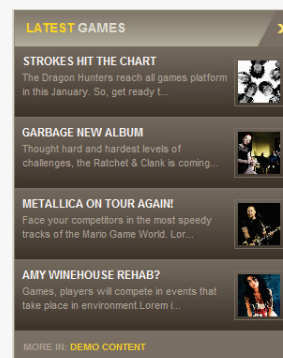 LATEST GAMES
STROKES HIT THE CHART
The Dragon Hunters reach all games platform
in this January. So, get ready t...
GARBAGE NEW ALBUM
Thought hard and hardest levels of
challenges, the Ratchet & Clank is coming...
METALLICA ON TOUR AGAIN!
Face your competitors in the most speedy
tracks of the Mario Game World. Lor...
AMY WINEHOUSE REHAB?
Games, players will compete in events that
take place in environment.Lorem i...
MORE IN: DEMO CONTENT